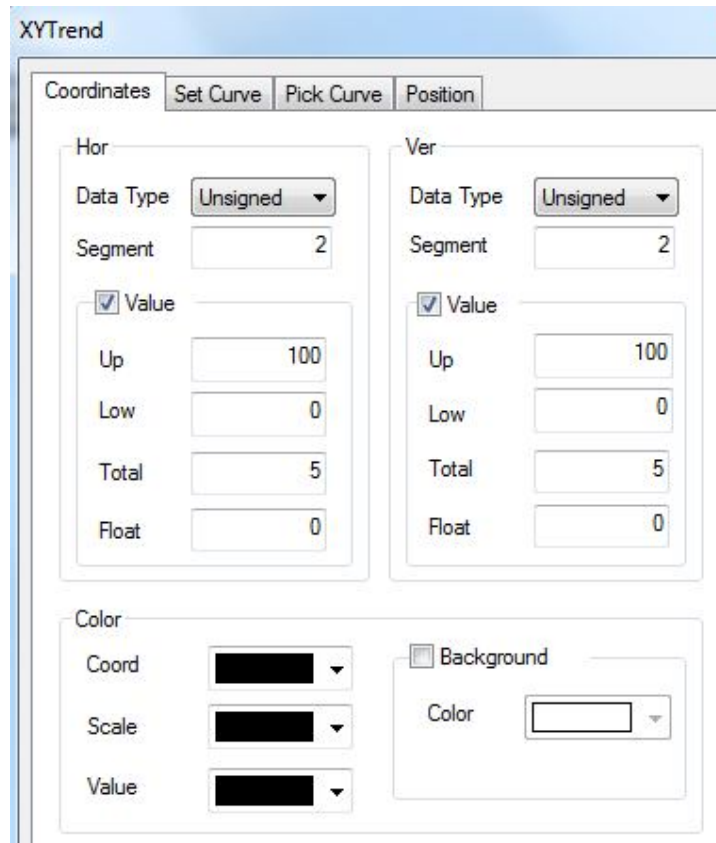 XYTrend
Coordinates Set Curve Pick Curve Position
Hor Ver
Data Type Unsigned Data Type Unsigned
Segment 2 Segment 2
Value Value
Up 100 Up 100
Low 0 Low 0
Total 5 Total 5
Float 0 Float 0
Color
Coord Background
Scale Color
Value